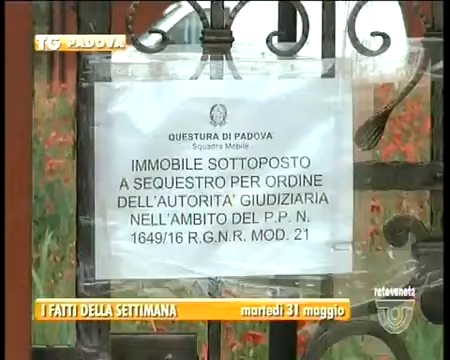 TG PADOVA
QUESTURA DI PADOVA
Squadra Mobile
IMMOBILE SOTTOPOSTO
A SEQUESTRO PER ORDINE
DELL'AUTORITA' GIUDIZIARIA
NELL'AMBITO DEL P.P. N.
1649/16 R.G.N.R. MOD. 21
reteveneta
I FATTI DELLA SETTIMANA martedì 31 maggio